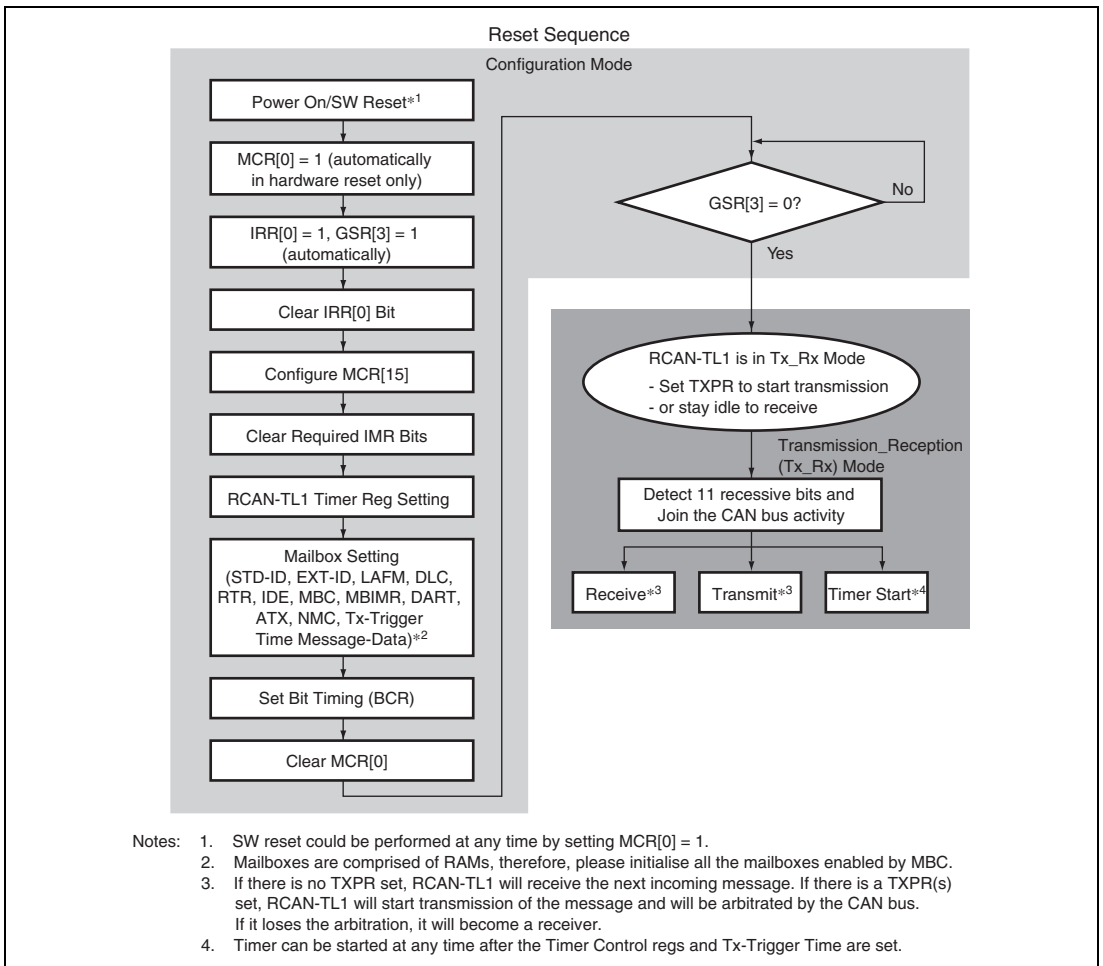 Reset Sequence
Configuration Mode
Power On/SW Reset*1
MCR[0] = 1 (automatically
in hardware reset only)
IRR[0] = 1, GSR[3] = 1
(automatically)
Clear IRR[0] Bit
Configure MCR[15]
Clear Required IMR Bits
RCAN-TL1 Timer Reg Setting
Mailbox Setting
(STD-ID, EXT-ID, LAFM, DLC,
RTR, IDE, MBC, MBIMR, DART,
ATX, NMC, Tx-Trigger
Time Message-Data)*2
Set Bit Timing (BCR)
Clear MCR[0]
GSR[3] = 0?
No
Yes
RCAN-TL1 is in Tx_Rx Mode
- Set TXPR to start transmission
- or stay idle to receive
Transmission_Reception
(Tx_Rx) Mode
Detect 11 recessive bits and
Join the CAN bus activity
Receive*3
Transmit*3
Timer Start*4
Notes: 1. SW reset could be performed at any time by setting MCR[0] = 1.
2. Mailboxes are comprised of RAMs, therefore, please initialise all the mailboxes enabled by MBC.
3. If there is no TXPR set, RCAN-TL1 will receive the next incoming message. If there is a TXPR(s)
set, RCAN-TL1 will start transmission of the message and will be arbitrated by the CAN bus.
If it loses the arbitration, it will become a receiver.
4. Timer can be started at any time after the Timer Control regs and Tx-Trigger Time are set.